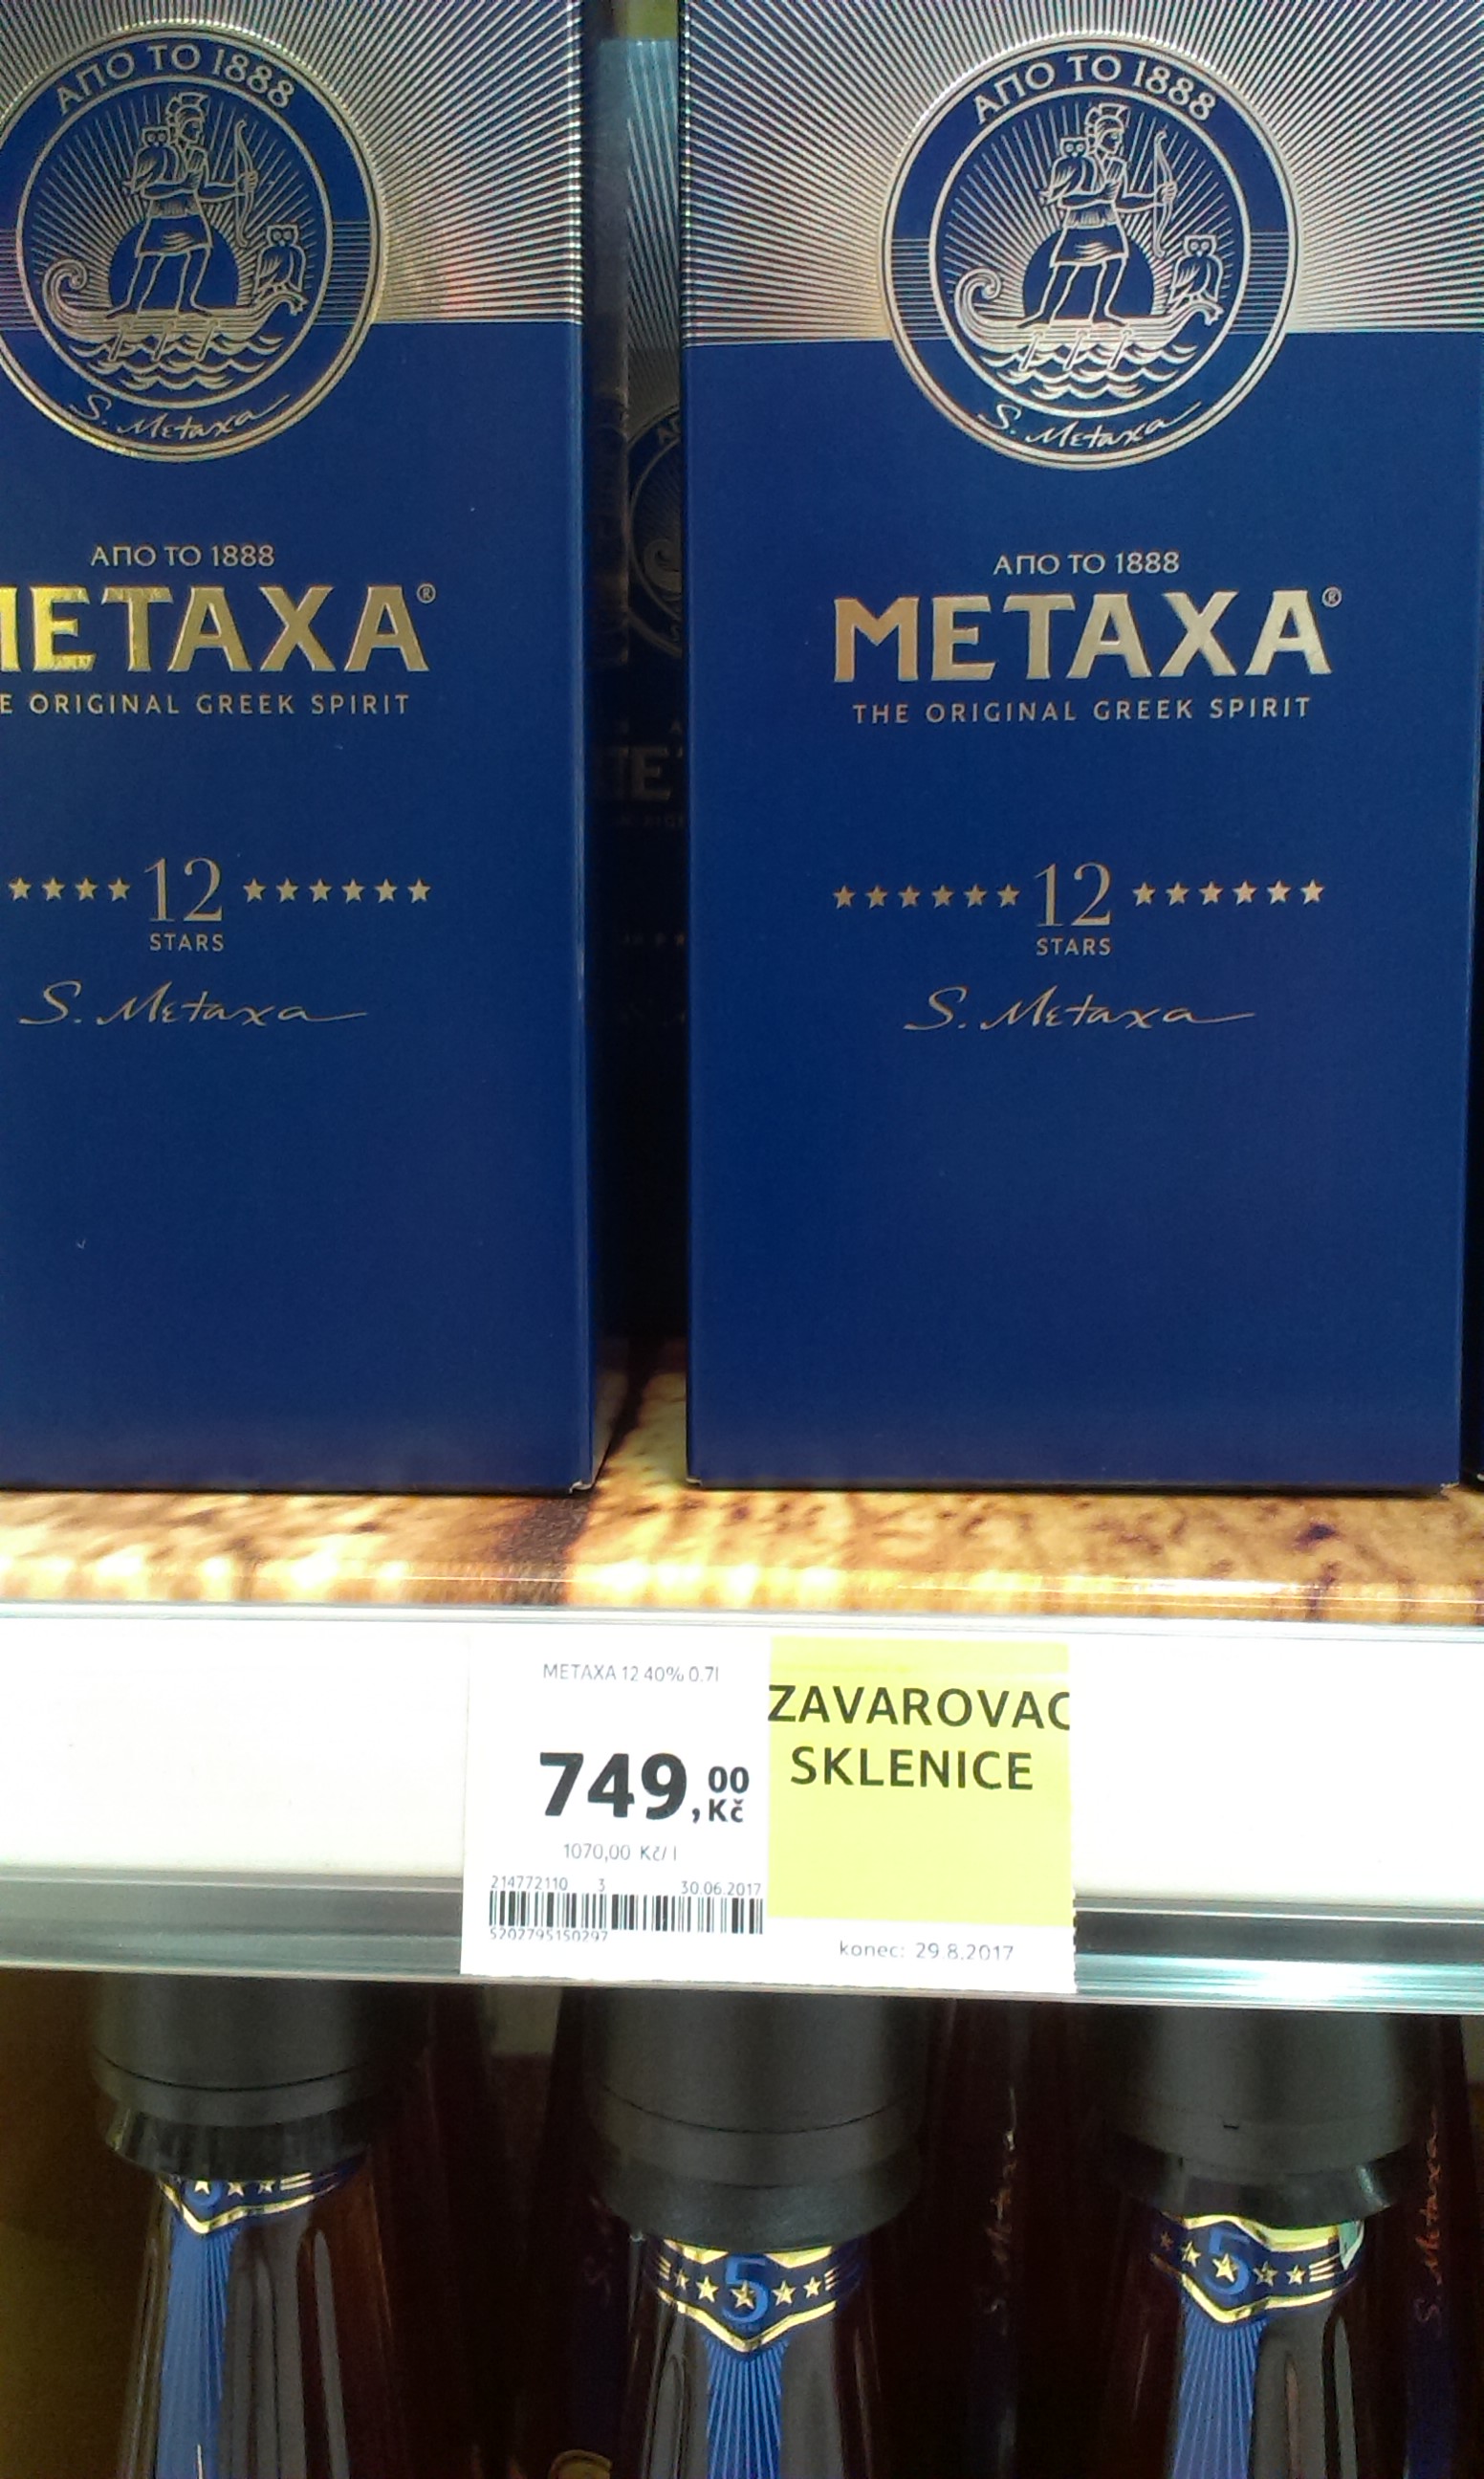 ΑΠΟ ΤΟ 1888
S. Metaxa
ΑΠΟ ΤΟ 1888
METAXA®
ORIGINAL GREEK SPIRIT
12
STARS
S. Metaxa
ΑΠΟ ΤΟ 1888
S. Metaxa
ΑΠΟ ΤΟ 1888
METAXA®
THE ORIGINAL GREEK SPIRIT
12
STARS
S. Metaxa
METAXA 12 40% 0.7l
749,00 Kč
1070,00 Kč/l
214772110 3 30.06.2017
5202795150297
ZAVAROVAC
SKLENICE
konec: 29.8.2017
5
5
S. Metaxa